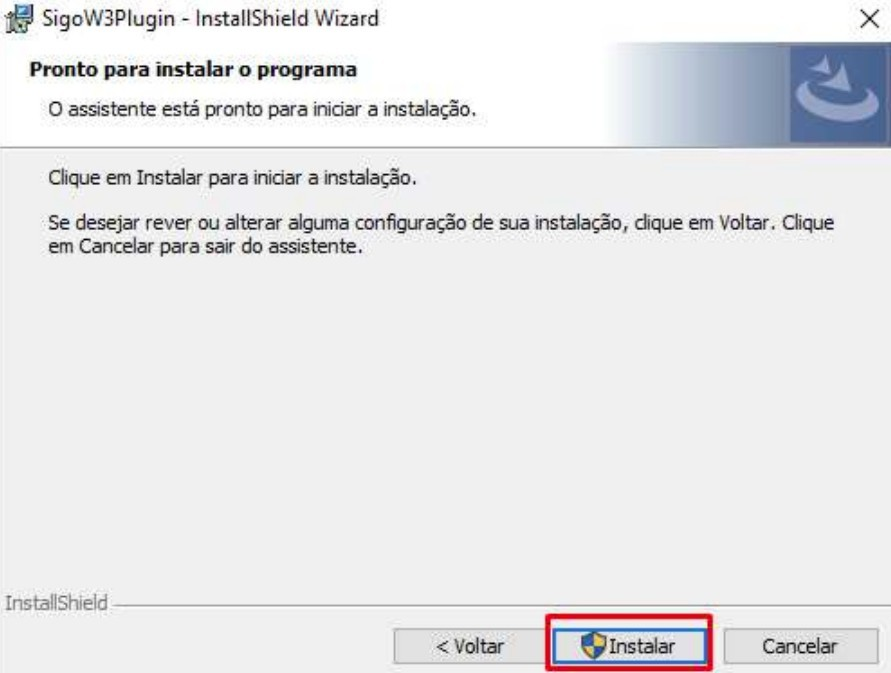 SigoW3Plugin - InstallShield Wizard
Pronto para instalar o programa
O assistente está pronto para iniciar a instalação.
Clique em Instalar para iniciar a instalação.
Se desejar rever ou alterar alguma configuração de sua instalação, clique em Voltar. Clique
em Cancelar para sair do assistente.
InstallShield
< Voltar
Instalar
Cancelar